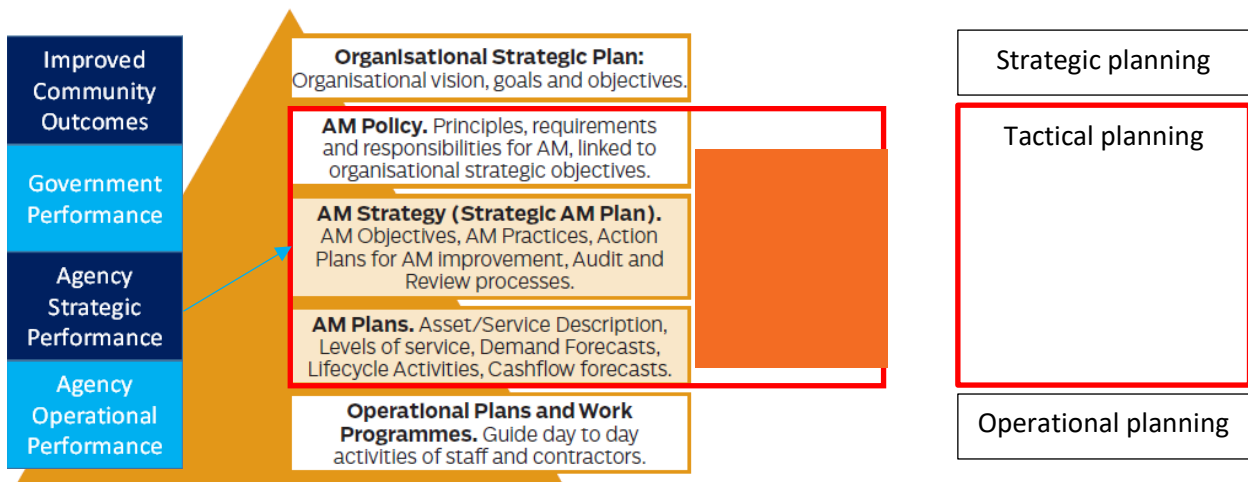 Improved
Community
Outcomes
Government
Performance
Agency
Strategic
Performance
Agency
Operational
Performance
Organisational Strategic Plan:
Organisational vision, goals and objectives.
AM Policy. Principles, requirements
and responsibilities for AM, linked to
organisational strategic objectives.
AM Strategy (Strategic AM Plan).
AM Objectives, AM Practices, Action
Plans for AM improvement, Audit and
Review processes.
AM Plans. Asset/Service Description,
Levels of service, Demand Forecasts,
Lifecycle Activities, Cashflow forecasts.
Operational Plans and Work
Programmes. Guide day to day
activities of staff and contractors.
Strategic planning
Tactical planning
Operational planning